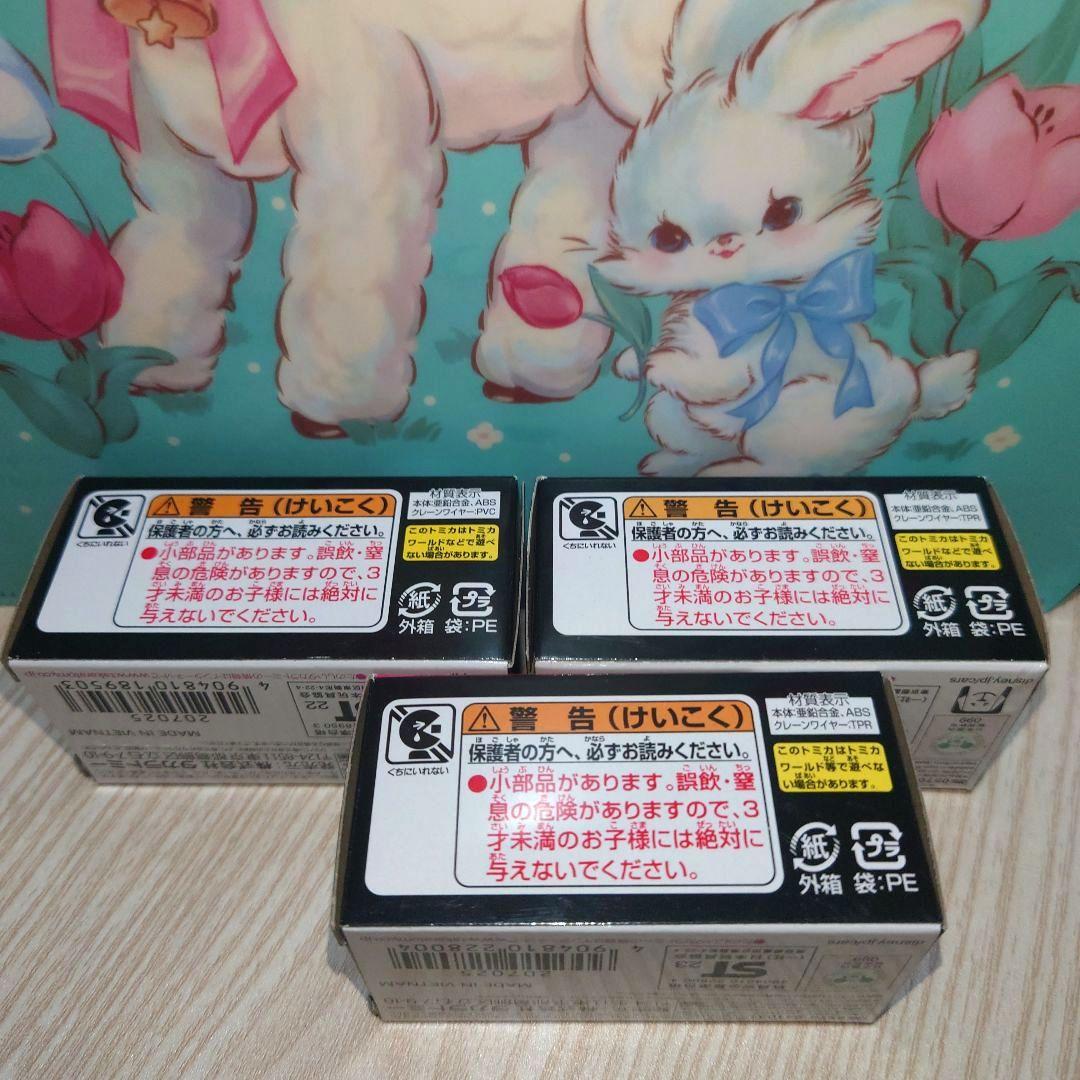 くちにいれない
警告(けいこく)
保護者の方へ、必ずお読みください。
●小部品があります。誤飲・窒
息の危険がありますので、3
才未満のお子様には絶対に
与えないでください。
材質表示
本体:亜鉛合金、ABS
クレーンワイヤー:PVC
このトミカはトミカ
ワールドなどで遊べ
ない場合があります。
紙 プラ
外箱 袋:PE
4904810189503
207025
MADE IN VIETNAM
くちにいれない
警告(けいこく)
保護者の方へ、必ずお読みください。
●小部品があります。誤飲・窒
息の危険がありますので、3
才未満のお子様には絶対に
与えないでください。
材質表示
本体:亜鉛合金、ABS
クレーンワイヤー:TPR
このトミカはトミカ
ワールドなどで遊べ
ない場合があります。
紙 プラ
外箱 袋:PE
disney.jp/cars
くちにいれない
警告(けいこく)
保護者の方へ、必ずお読みください。
●小部品があります。誤飲・窒
息の危険がありますので、3
才未満のお子様には絶対に
与えないでください。
材質表示
本体:亜鉛合金、ABS
クレーンワイヤー:TPR
このトミカはトミカ
ワールド等で遊べな
い場合があります。
紙 プラ
外箱 袋:PE
4904810228004
207025
MADE IN VIETNAM
ST
23
disney.jp/cars